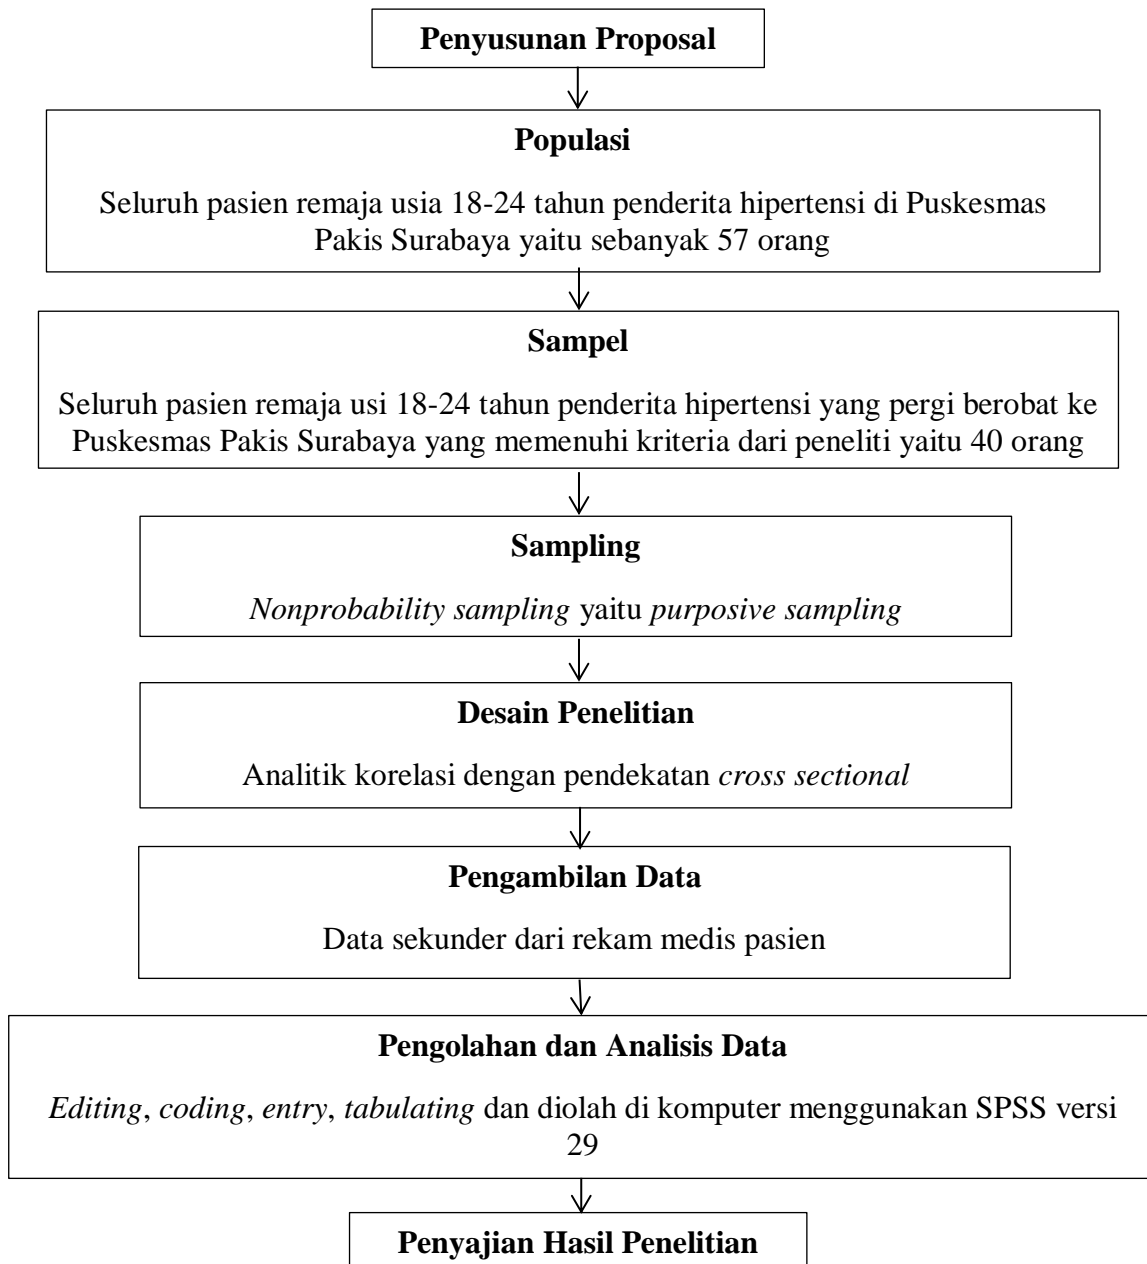 Penyusunan Proposal
Populasi
Seluruh pasien remaja usia 18-24 tahun penderita hipertensi di Puskesmas
Pakis Surabaya yaitu sebanyak 57 orang
Sampel
Seluruh pasien remaja usi 18-24 tahun penderita hipertensi yang pergi berobat ke
Puskesmas Pakis Surabaya yang memenuhi kriteria dari peneliti yaitu 40 orang
Sampling
Nonprobability sampling yaitu purposive sampling
Desain Penelitian
Analitik korelasi dengan pendekatan cross sectional
Pengambilan Data
Data sekunder dari rekam medis pasien
Pengolahan dan Analisis Data
Editing, coding, entry, tabulating dan diolah di komputer menggunakan SPSS versi
29
Penyajian Hasil Penelitian